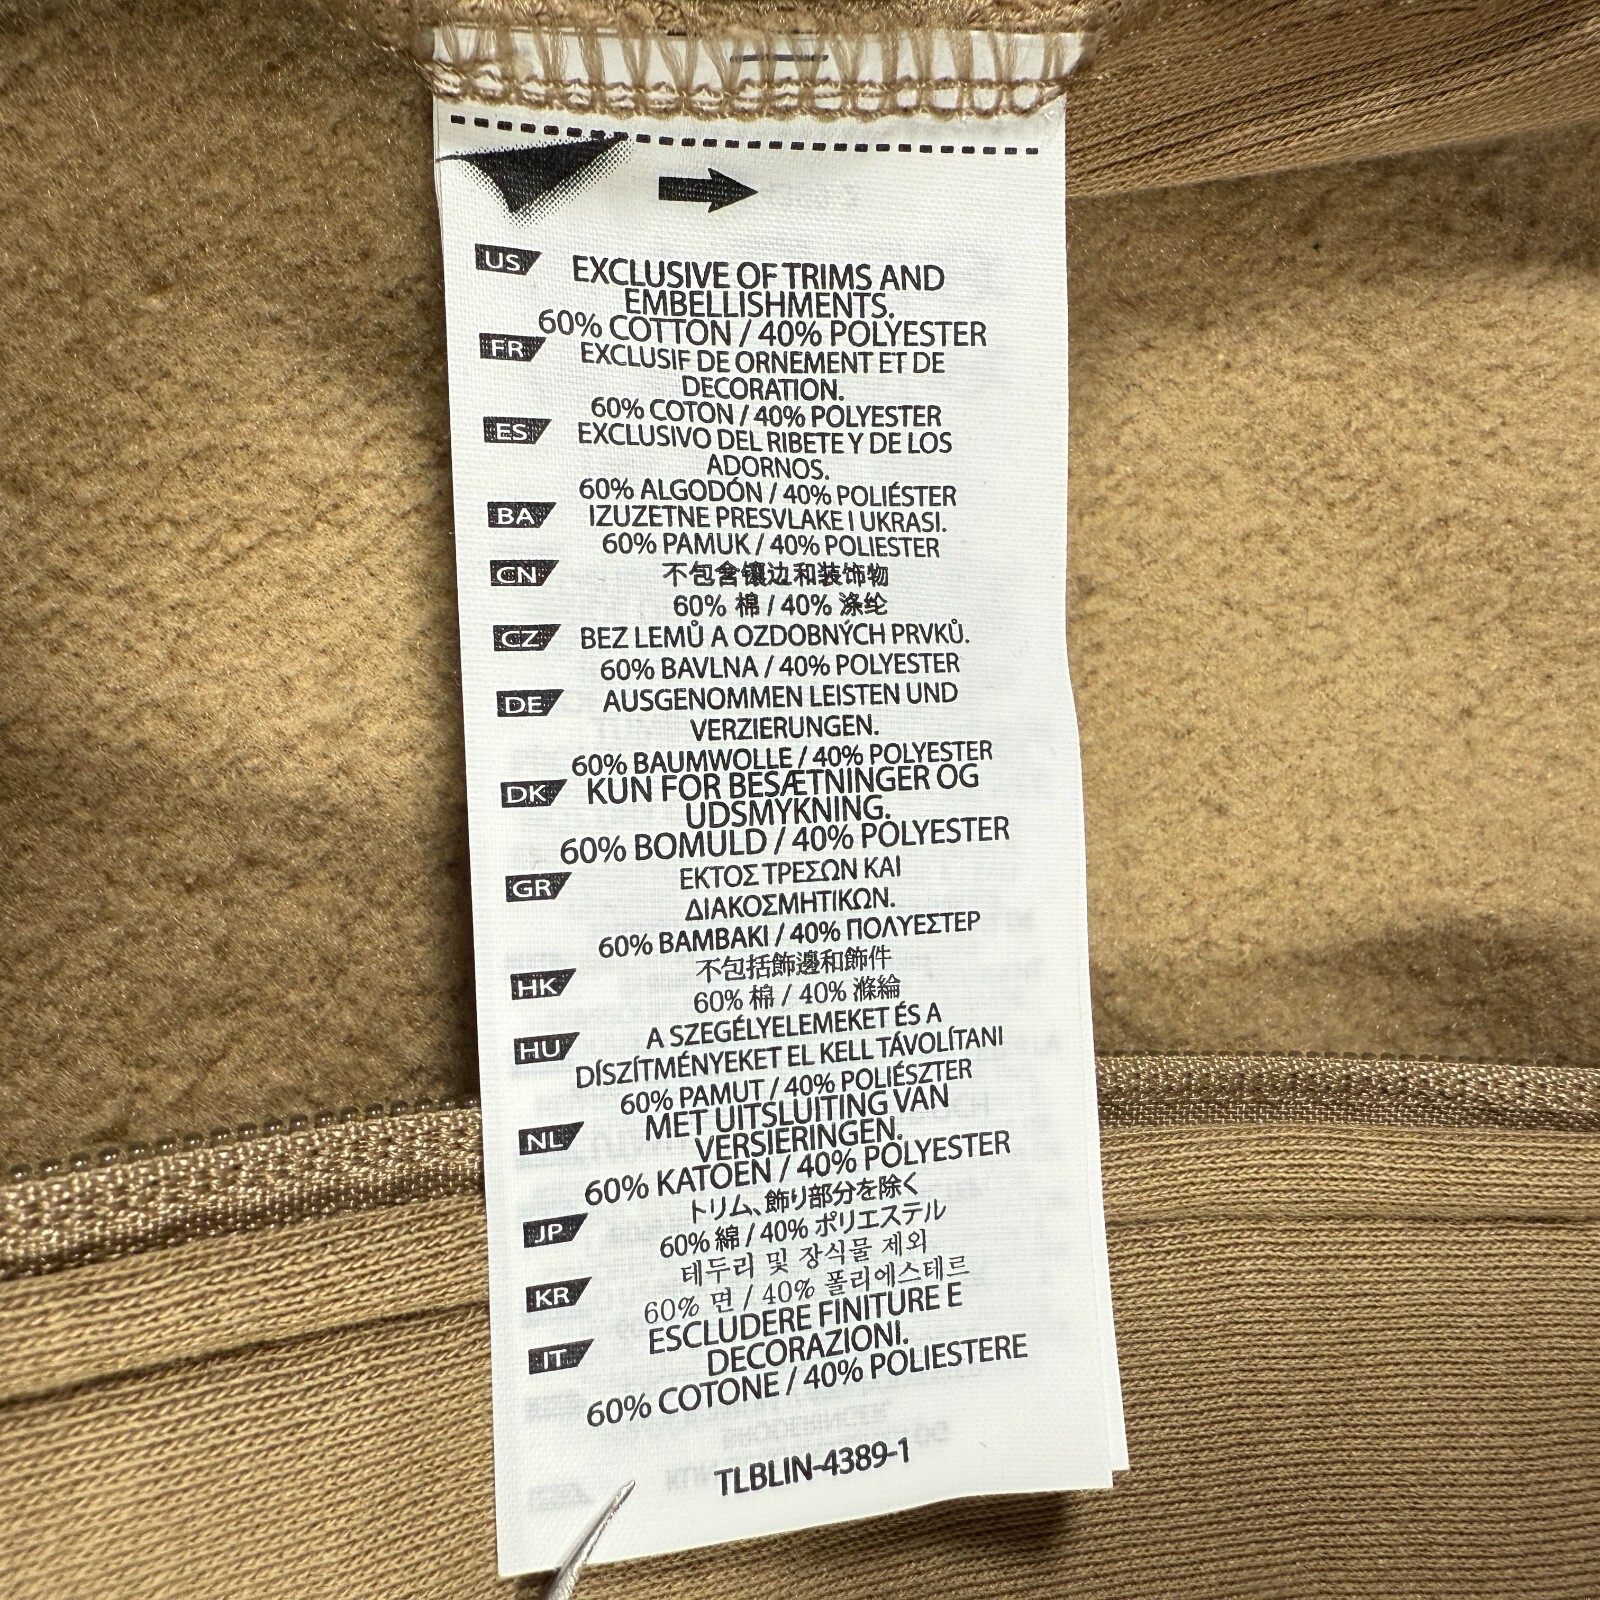 US EXCLUSIVE OF TRIMS AND
EMBELLISHMENTS.
60% COTTON / 40% POLYESTER
FR EXCLUSIF DE ORNEMENT ET DE
DECORATION.
60% COTON / 40% POLYESTER
ES EXCLUSIVO DEL RIBETE Y DE LOS
ADORNOS.
60% ALGODÓN / 40% POLIÉSTER
BA IZUZETNE PRESVLAKE I UKRASI.
60% PAMUK / 40% POLIESTER
CN 不包含镶边和装饰物
60% 棉 / 40% 涤纶
CZ BEZ LEMŮ A OZDOBNÝCH PRVKŮ.
60% BAVLNA / 40% POLYESTER
DE AUSGENOMMEN LEISTEN UND
VERZIERUNGEN.
60% BAUMWOLLE / 40% POLYESTER
DK KUN FOR BESÆTNINGER OG
UDSMYKNING.
60% BOMULD / 40% POLYESTER
GR ΕΚΤΟΣ ΤΡΕΣΩΝ ΚΑΙ
ΔΙΑΚΟΣΜΗΤΙΚΩΝ.
60% ΒΑΜΒΑΚΙ / 40% ΠΟΛΥΕΣΤΕΡ
HK 不包括飾邊和飾件
60% 棉 / 40% 滌綸
HU A SZEGÉLYELEMEKET ÉS A
DÍSZÍTMÉNYEKET EL KELL TÁVOLÍTANI
60% PAMUT / 40% POLIÉSZTER
NL MET UITSLUITING VAN
VERSIERINGEN.
60% KATOEN / 40% POLYESTER
JP トリム、飾り部分を除く
60% 綿 / 40% ポリエステル
KR 테두리 및 장식물 제외
60% 면 / 40% 폴리에스테르
IT ESCLUDERE FINITURE E
DECORAZIONI.
60% COTONE / 40% POLIESTERE
TLBLIN-4389-1